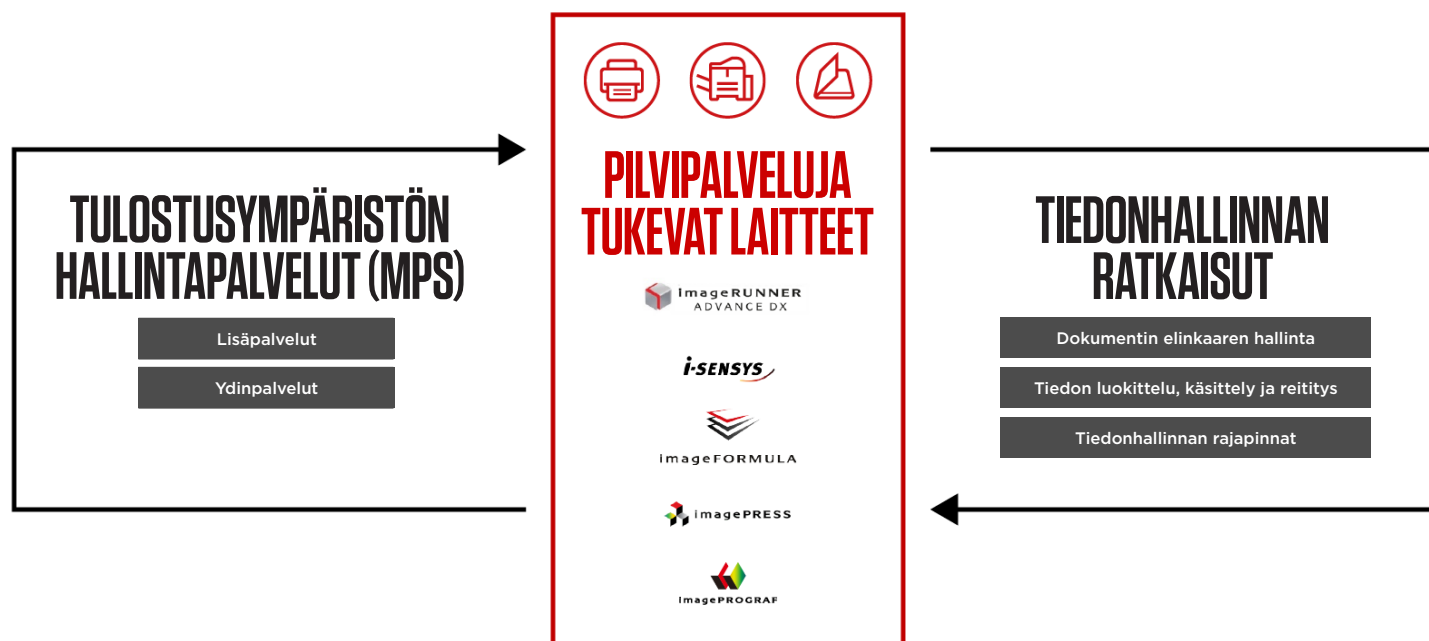 TULOSTUSYMPÄRISTÖN
HALLINTAPALVELUT (MPS)
Lisäpalvelut
Ydinpalvelut
PILVIPALVELUJA
TUKEVAT LAITTEET
imageRUNNER
ADVANCE DX
i-SENSYS
imageFORMULA
imagePRESS
imagePROGRAF
TIEDONHALLINNAN
RATKAISUT
Dokumentin elinkaaren hallinta
Tiedon luokittelu, käsittely ja reititys
Tiedonhallinnan rajapinnat